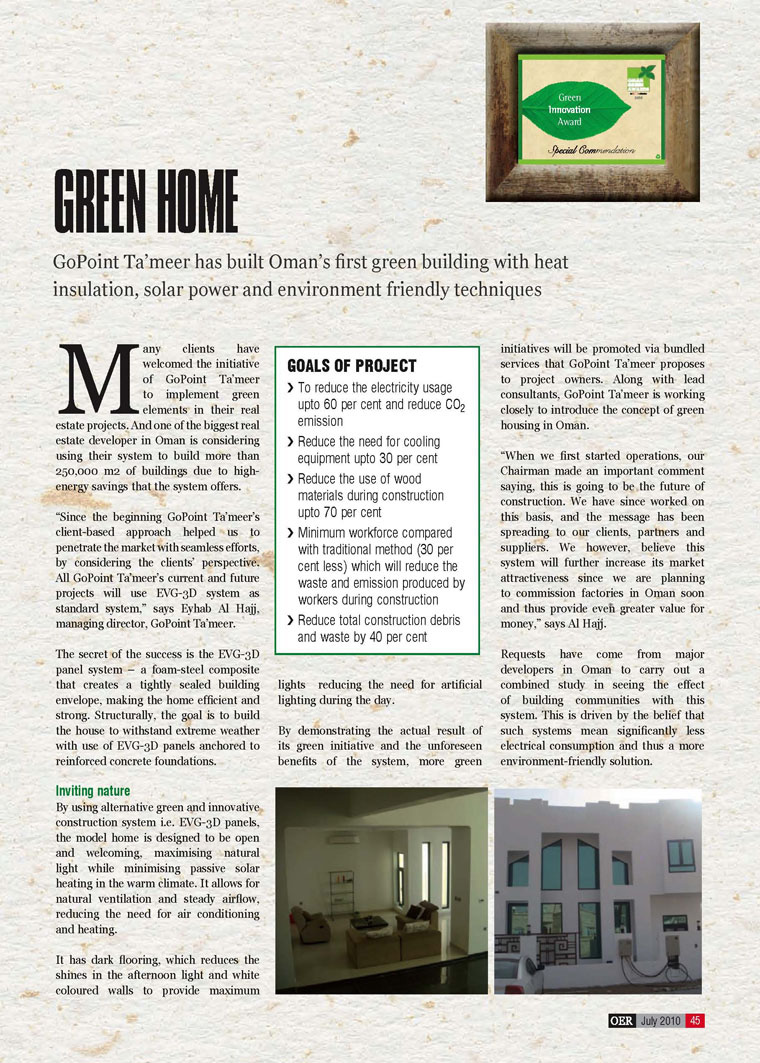 Green
Innovation
Award
Special Commendation
GREEN HOME
GoPoint Ta’meer has built Oman’s first green building with heat
insulation, solar power and environment friendly techniques
Many clients have
welcomed the initiative
of GoPoint Ta’meer
to implement green
elements in their real
estate projects. And one of the biggest real
estate developer in Oman is considering
using their system to build more than
250,000 m2 of buildings due to high-
energy savings that the system offers.
“Since the beginning GoPoint Ta’meer’s
client-based approach helped us to
penetrate the market with seamless efforts,
by considering the clients’ perspective.
All GoPoint Ta’meer’s current and future
projects will use EVG-3D system as
standard system,” says Eyhab Al Hajj,
managing director, GoPoint Ta’meer.
The secret of the success is the EVG-3D
panel system – a foam-steel composite
that creates a tightly sealed building
envelope, making the home efficient and
strong. Structurally, the goal is to build
the house to withstand extreme weather
with use of EVG-3D panels anchored to
reinforced concrete foundations.
Inviting nature
By using alternative green and innovative
construction system i.e. EVG-3D panels,
the model home is designed to be open
and welcoming, maximising natural
light while minimising passive solar
heating in the warm climate. It allows for
natural ventilation and steady airflow,
reducing the need for air conditioning
and heating.
It has dark flooring, which reduces the
shines in the afternoon light and white
coloured walls to provide maximum
GOALS OF PROJECT
❯ To reduce the electricity usage
upto 60 per cent and reduce CO₂
emission
❯ Reduce the need for cooling
equipment upto 30 per cent
❯ Reduce the use of wood
materials during construction
upto 70 per cent
❯ Minimum workforce compared
with traditional method (30 per
cent less) which will reduce the
waste and emission produced by
workers during construction
❯ Reduce total construction debris
and waste by 40 per cent
lights reducing the need for artificial
lighting during the day.
By demonstrating the actual result of
its green initiative and the unforeseen
benefits of the system, more green
initiatives will be promoted via bundled
services that GoPoint Ta’meer proposes
to project owners. Along with lead
consultants, GoPoint Ta’meer is working
closely to introduce the concept of green
housing in Oman.
“When we first started operations, our
Chairman made an important comment
saying, this is going to be the future of
construction. We have since worked on
this basis, and the message has been
spreading to our clients, partners and
suppliers. We however, believe this
system will further increase its market
attractiveness since we are planning
to commission factories in Oman soon
and thus provide even greater value for
money,” says Al Hajj.
Requests have come from major
developers in Oman to carry out a
combined study in seeing the effect
of building communities with this
system. This is driven by the belief that
such systems mean significantly less
electrical consumption and thus a more
environment-friendly solution.
OER July 2010 45